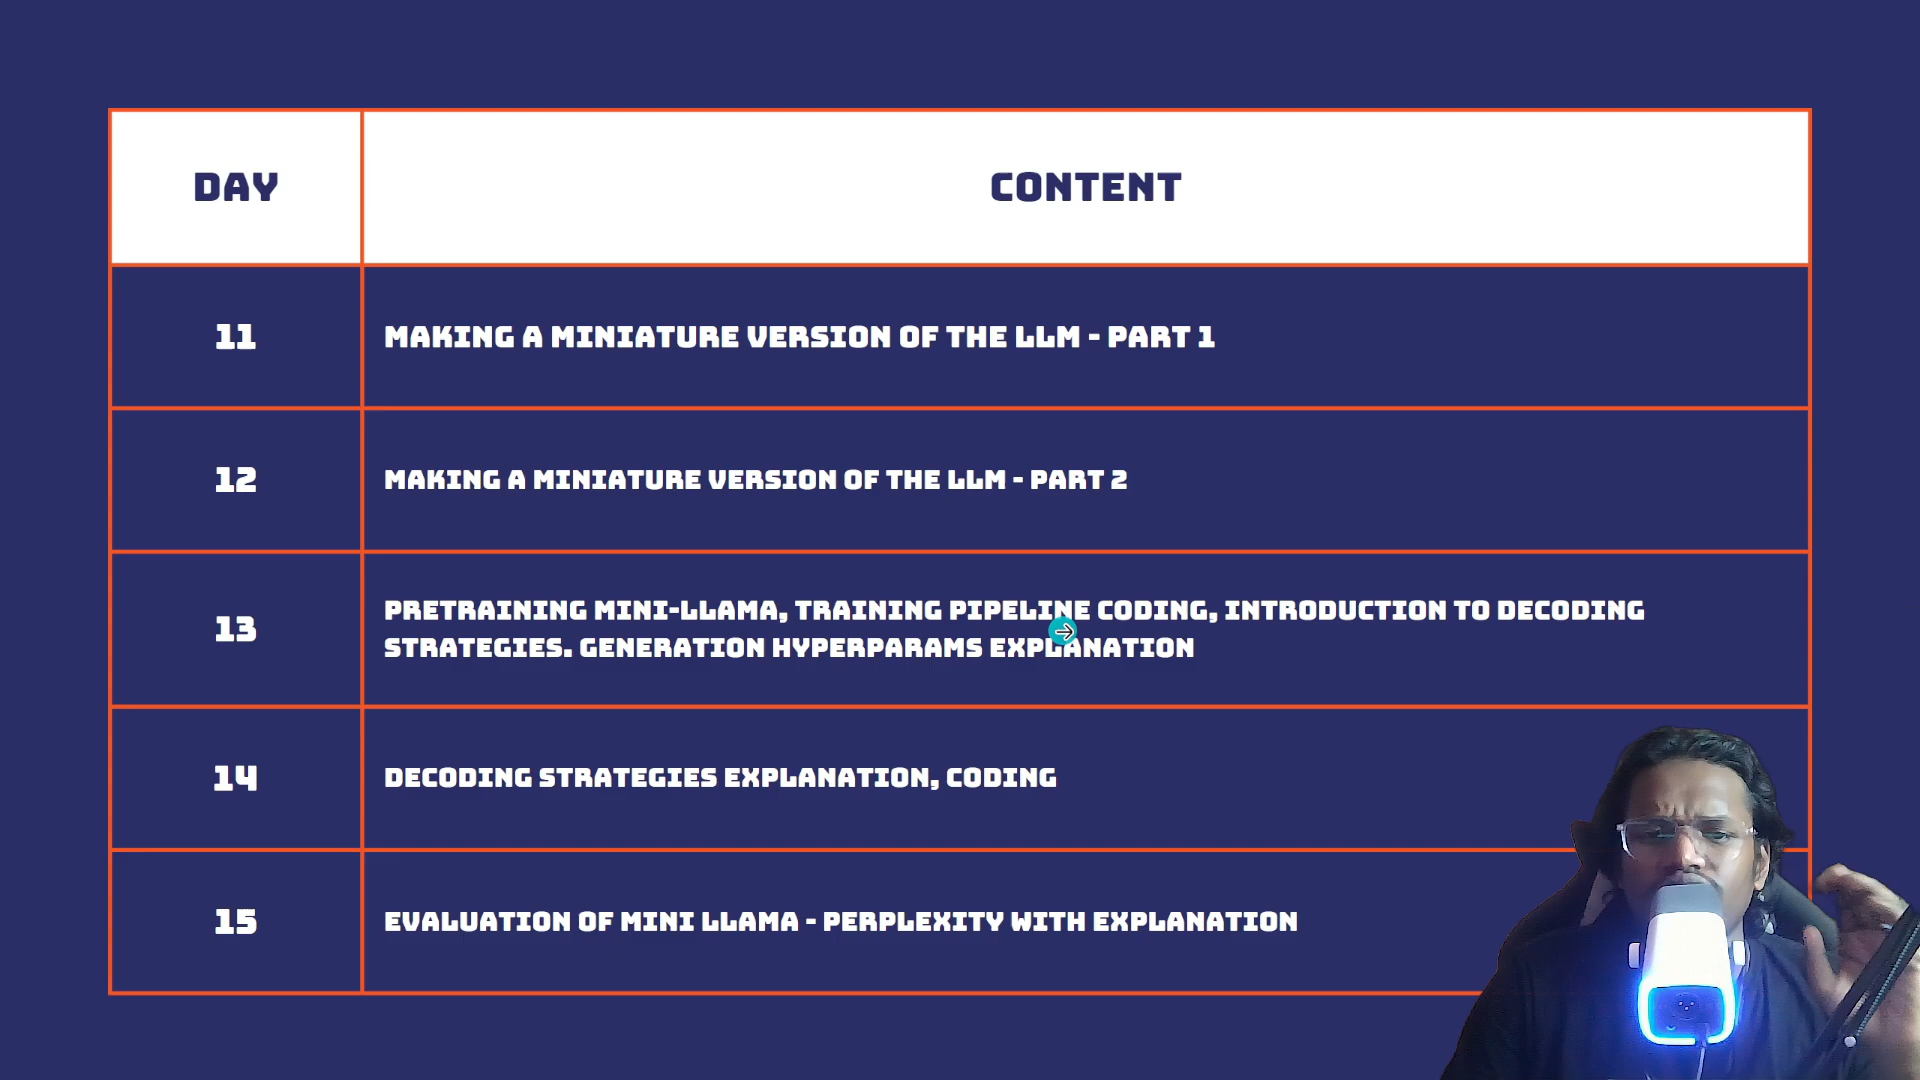 DAY
CONTENT
11
MAKING A MINIATURE VERSION OF THE LLM - PART 1
12
MAKING A MINIATURE VERSION OF THE LLM - PART 2
13
PRETRAINING MINI-LLAMA, TRAINING PIPELINE CODING, INTRODUCTION TO DECODING
STRATEGIES. GENERATION HYPERPARAMS EXPLANATION
14
DECODING STRATEGIES EXPLANATION, CODING
15
EVALUATION OF MINI LLAMA - PERPLEXITY WITH EXPLANATION